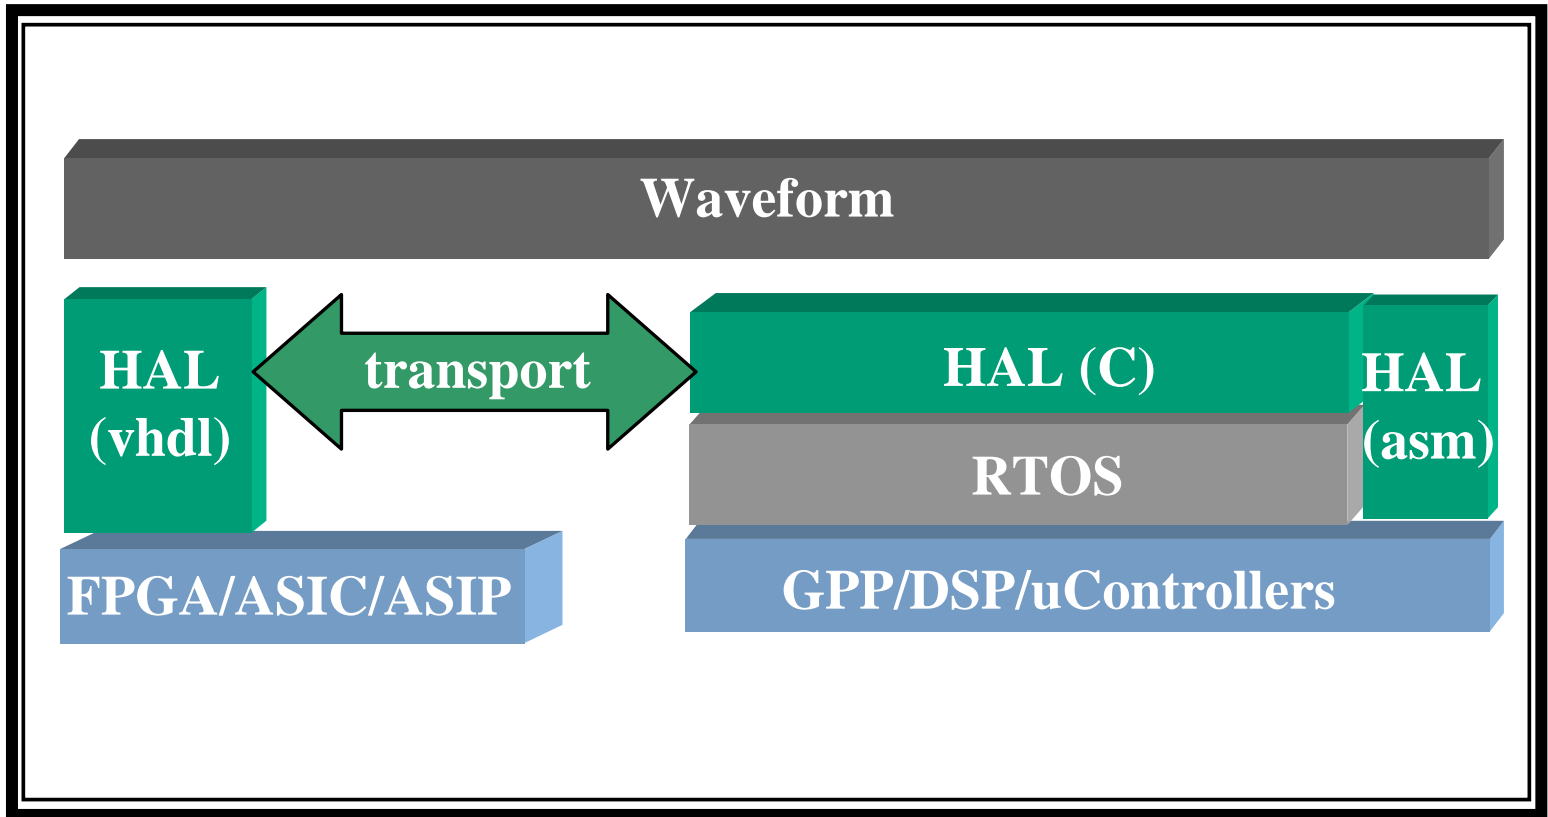 Waveform
HAL
(vhdl)
transport
HAL (C)
HAL
(asm)
RTOS
FPGA/ASIC/ASIP
GPP/DSP/uControllers